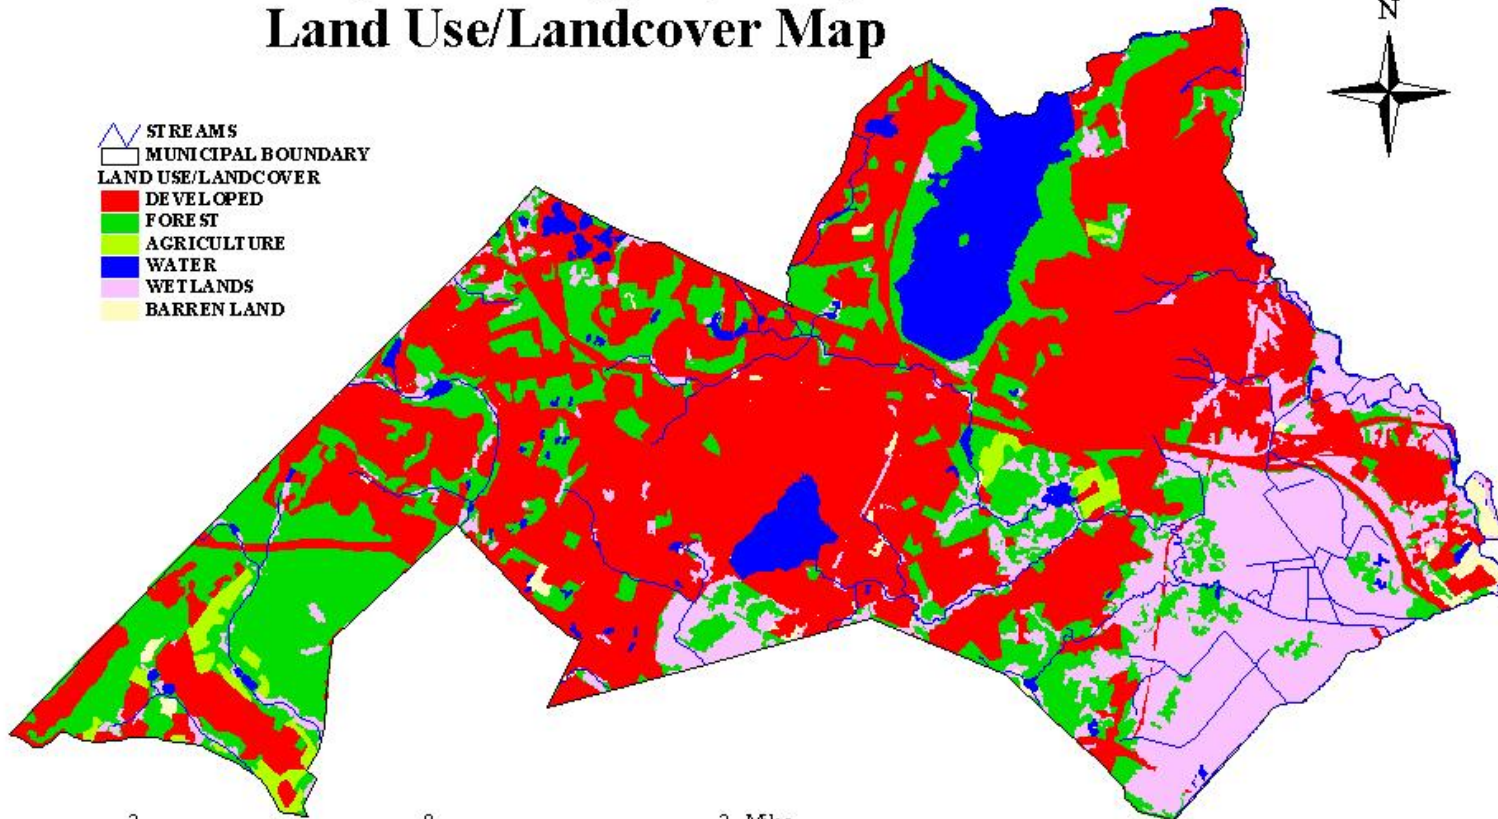 Land Use/Landcover Map
N
STREAMS
MUNICIPAL BOUNDARY
LAND USE/LANDCOVER
DEVELOPED
FOREST
AGRICULTURE
WATER
WETLANDS
BARREN LAND